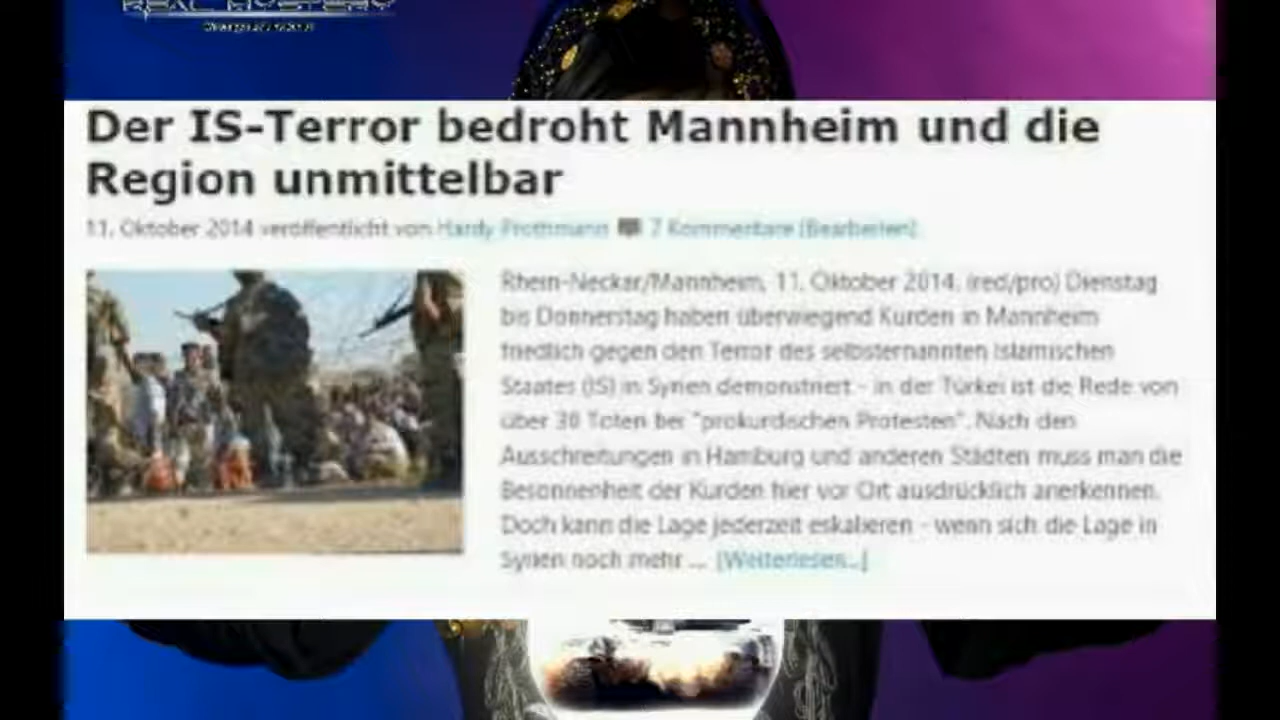 REAL MYSTERY
Der IS-Terror bedroht Mannheim und die
Region unmittelbar
11. Oktober 2014 veröffentlicht von Hardy Prothmann 7 Kommentare [Bearbeiten]
Rhein-Neckar/Mannheim, 11. Oktober 2014. (red/pro) Dienstag
bis Donnerstag haben überwiegend Kurden in Mannheim
friedlich gegen den Terror des selbsternannten Islamischen
Staates (IS) in Syrien demonstriert - in der Türkei ist die Rede von
über 30 Toten bei "prokurdischen Protesten". Nach den
Ausschreitungen in Hamburg und anderen Städten muss man die
Besonnenheit der Kurden hier vor Ort ausdrücklich anerkennen.
Doch kann die Lage jederzeit eskalieren - wenn sich die Lage in
Syrien noch mehr ... [Weiterlesen...]